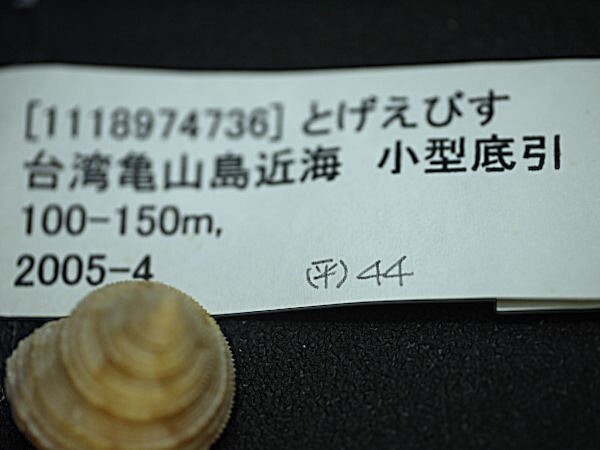 [1118974736] とげえびす
台湾亀山島近海 小型底引
100-150m,
2005-4 (平)44